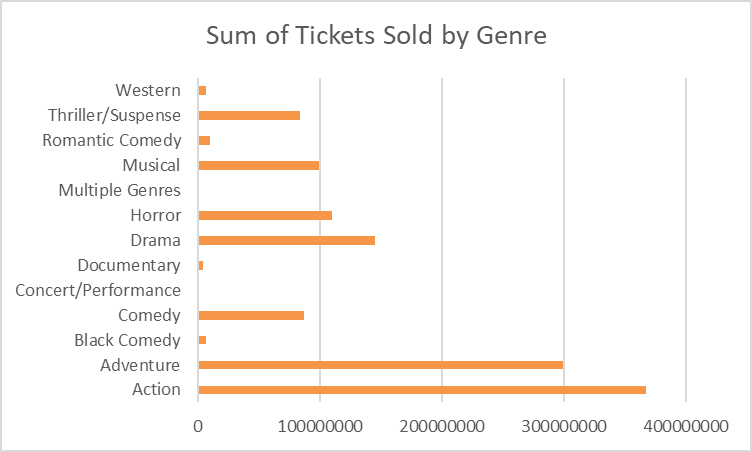 Sum of Tickets Sold by Genre
Western
Thriller/Suspense
Romantic Comedy
Musical
Multiple Genres
Horror
Drama
Documentary
Concert/Performance
Comedy
Black Comedy
Adventure
Action
0 100000000 200000000 300000000 400000000